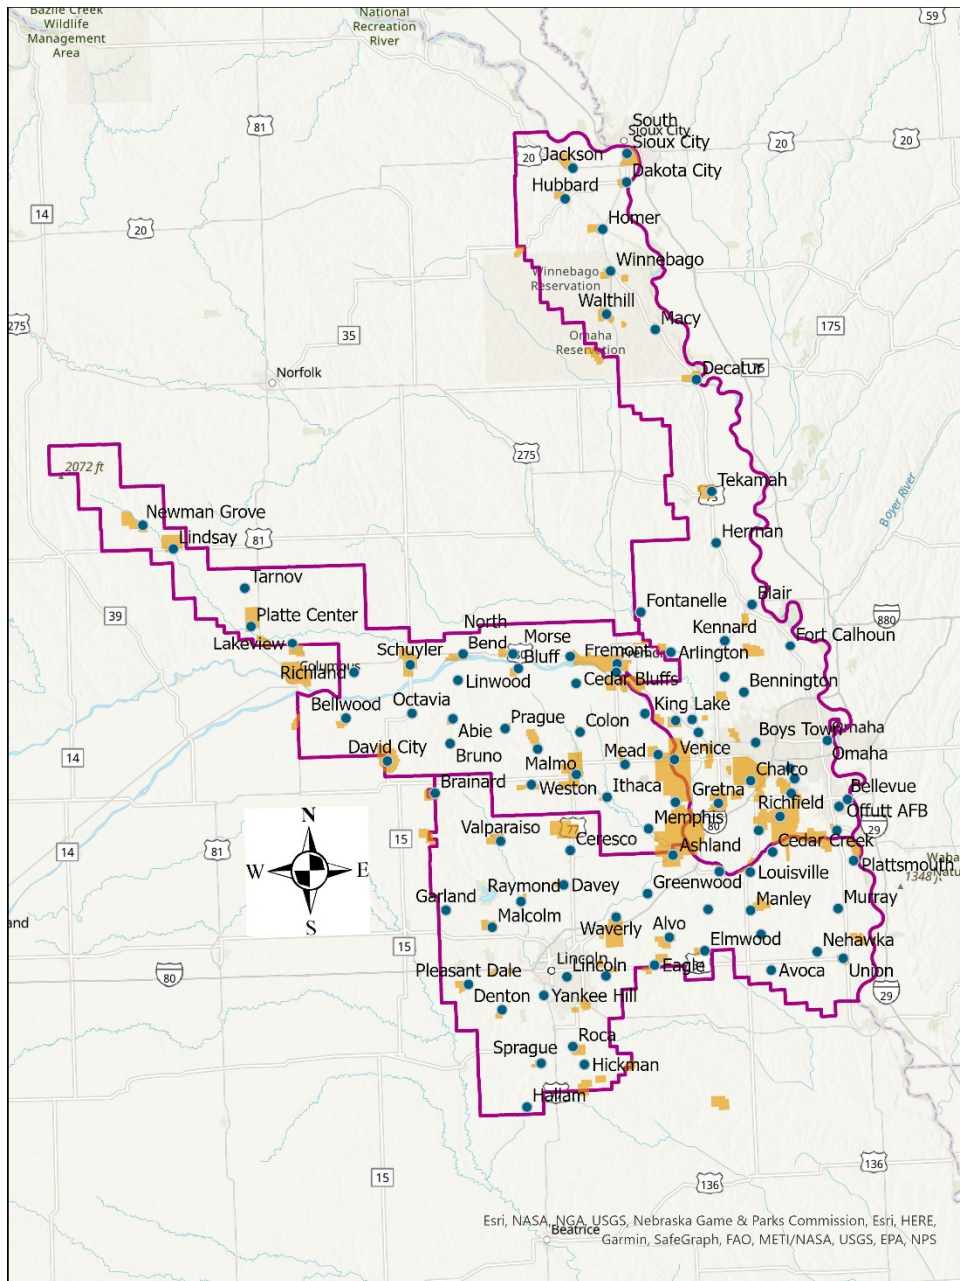 Bazile Creek
Wildlife
Management
Area
National
Recreation
River
59
81
20
20
20
South
Sioux City
Sioux City
Jackson
Dakota City
Hubbard
14
20
Homer
Winnebago
Winnebago
Reservation
Walthill
Macy
275
35
175
Omaha
Reservation
Norfolk
Decatur
2072 ft
275
Tekamah
75
Boyer River
Newman Grove
Lindsay
81
Herman
Tarnov
39
Platte Center
Fontanelle
Blair
880
Lakeview
North
Bend
Morse
Bluff
Kennard
Fort Calhoun
Schuyler
Fremont
Fremont
Arlington
Richland
Columbus
Linwood
Cedar Bluffs
Bennington
Bellwood
Octavia
Abie
Prague
Colon
King Lake
Boys Town
Omaha
Omaha
14
David City
Bruno
Malmo
Mead
Venice
Chalco
Brainard
Weston
Ithaca
Gretna
Bellevue
Richfield
Offutt AFB
N
W
E
S
15
Valparaiso
77
Ceresco
Memphis
80
29
14
81
Ashland
Cedar Creek
Plattsmouth
1348 ft
Raymond
Davey
Greenwood
Louisville
Garland
Malcolm
Manley
Murray
15
Waverly
Alvo
Elmwood
Nehawka
80
Pleasant Dale
Lincoln
Lincoln
Eagle
Avoca
Union
Denton
Yankee Hill
29
Sprague
Roca
Hickman
Hallam
15
136
136
Beatrice
Esri, NASA, NGA, USGS, Nebraska Game & Parks Commission, Esri, HERE,
Garmin, SafeGraph, FAO, METI/NASA, USGS, EPA, NPS